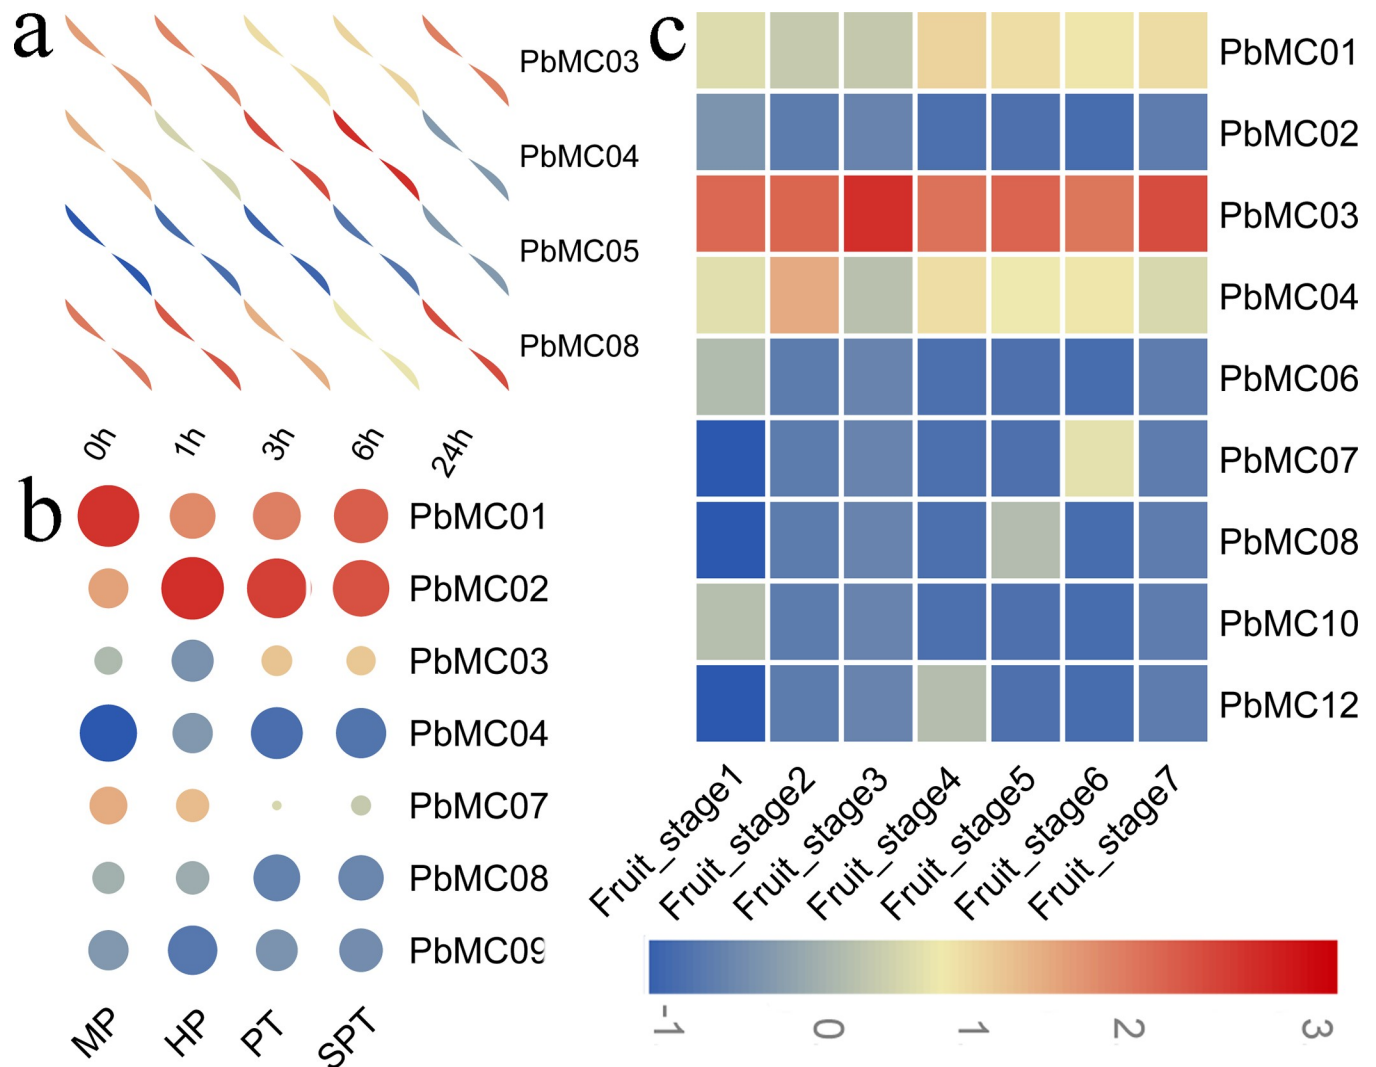 a
PbMC03
PbMC04
PbMC05
PbMC08
0h 1h 3h 6h 24h
b
PbMC01
PbMC02
PbMC03
PbMC04
PbMC07
PbMC08
PbMC09
MP HP PT SPT
c
PbMC01
PbMC02
PbMC03
PbMC04
PbMC06
PbMC07
PbMC08
PbMC10
PbMC12
Fruit_stage1 Fruit_stage2 Fruit_stage3 Fruit_stage4 Fruit_stage5 Fruit_stage6 Fruit_stage7
-1 0 1 2 3